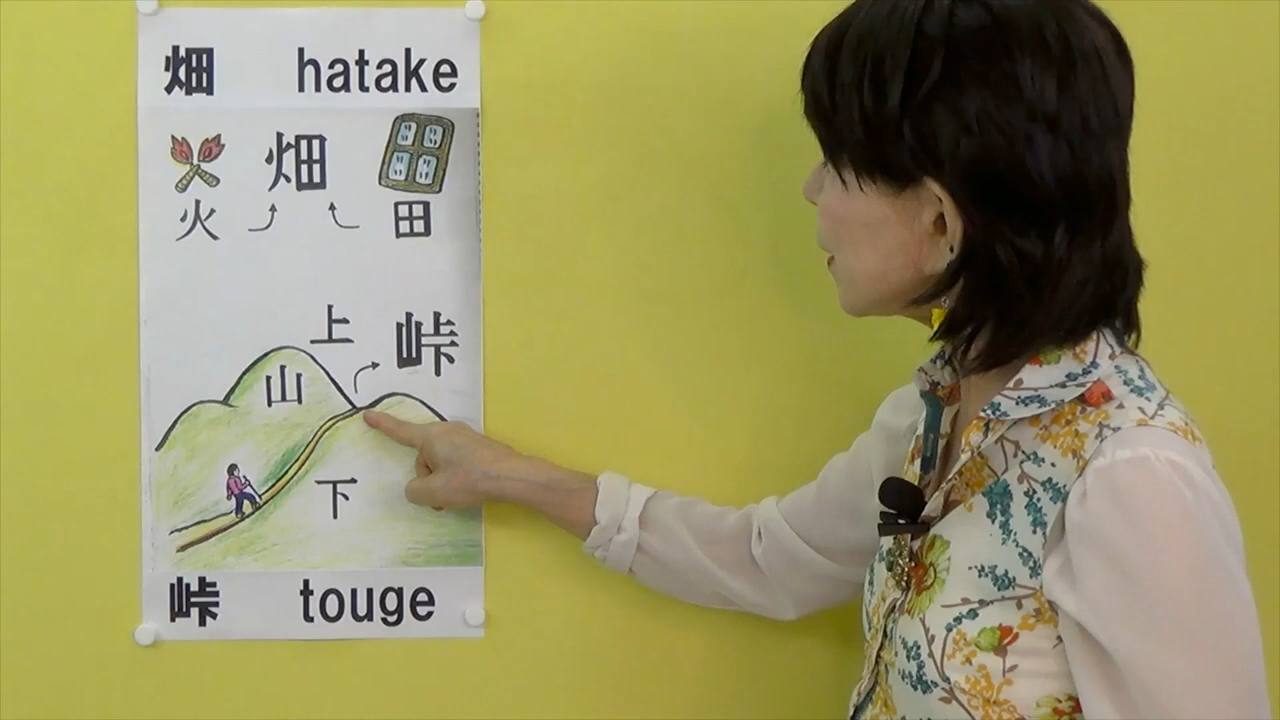 畑 hatake
畑
火 田
上 峠
山
下
峠 touge